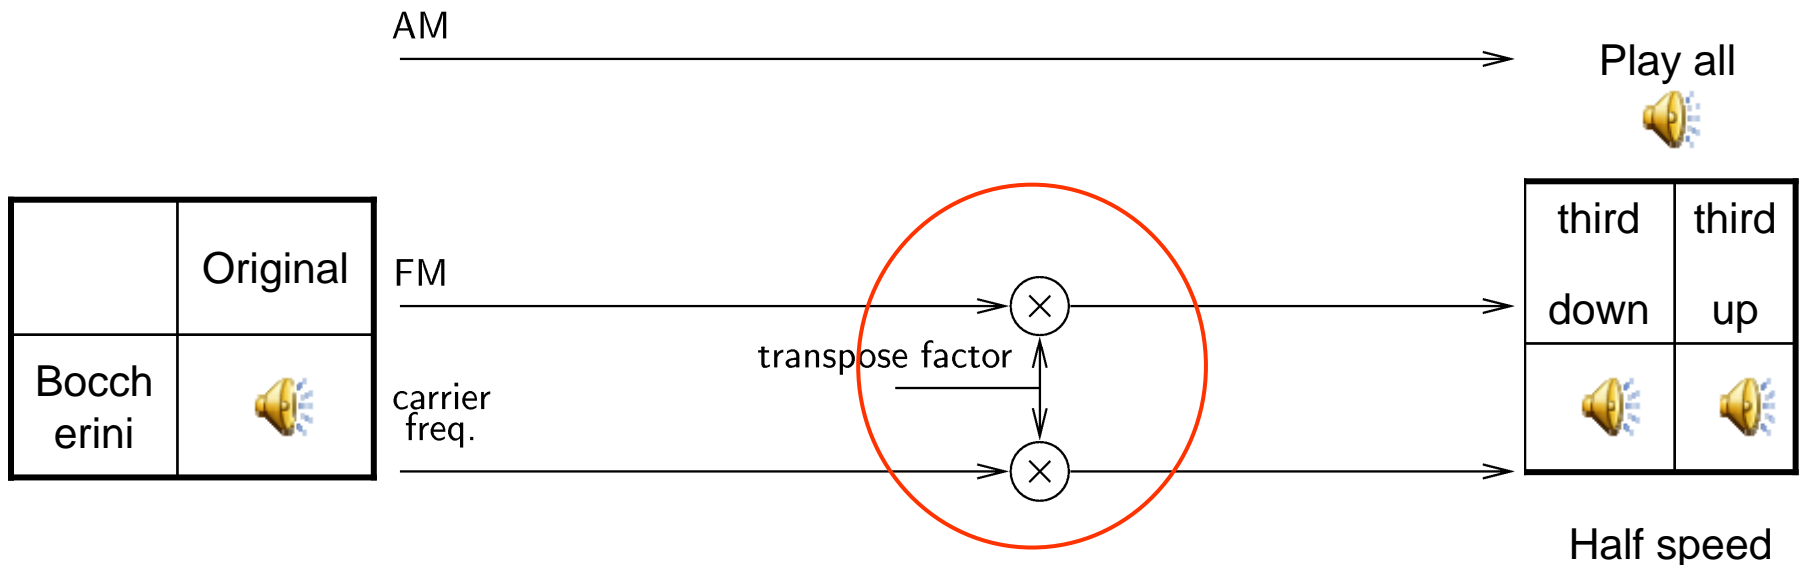 AM
Play all
Original
Bocch
erini
FM
transpose factor
carrier
freq.
third
down
third
up
Half speed